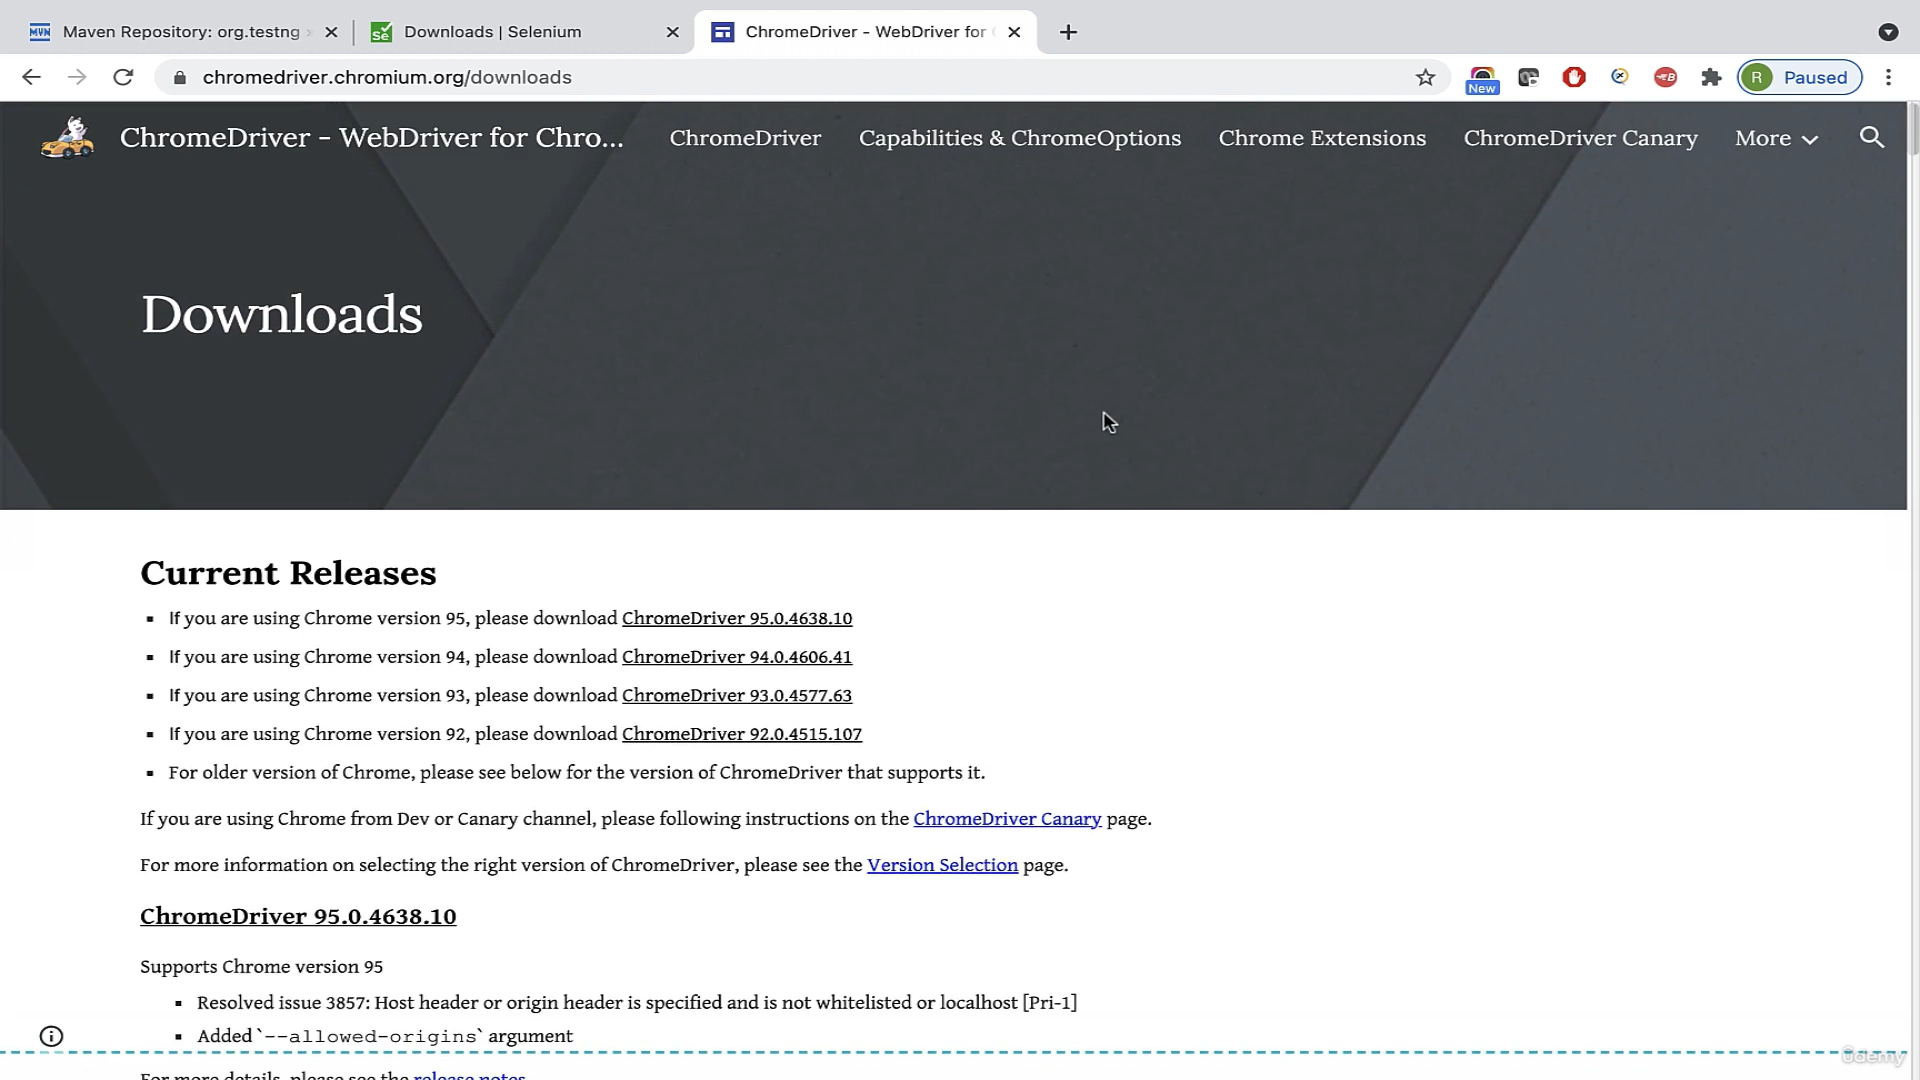 Maven Repository: org.testng
Downloads | Selenium
ChromeDriver - WebDriver for
chromedriver.chromium.org/downloads
New
R
Paused
ChromeDriver - WebDriver for Chro...
ChromeDriver
Capabilities & ChromeOptions
Chrome Extensions
ChromeDriver Canary
More
Downloads
Current Releases
If you are using Chrome version 95, please download ChromeDriver 95.0.4638.10
If you are using Chrome version 94, please download ChromeDriver 94.0.4606.41
If you are using Chrome version 93, please download ChromeDriver 93.0.4577.63
If you are using Chrome version 92, please download ChromeDriver 92.0.4515.107
For older version of Chrome, please see below for the version of ChromeDriver that supports it.
If you are using Chrome from Dev or Canary channel, please following instructions on the ChromeDriver Canary page.
For more information on selecting the right version of ChromeDriver, please see the Version Selection page.
ChromeDriver 95.0.4638.10
Supports Chrome version 95
Resolved issue 3857: Host header or origin header is specified and is not whitelisted or localhost [Pri-1]
Added `--allowed-origins` argument
For more details, please see the release notes.
udemy